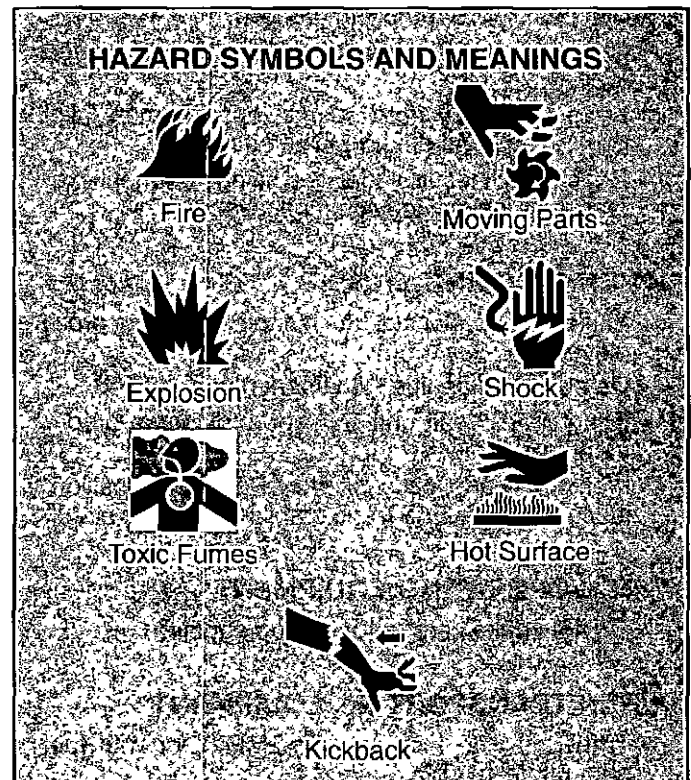 HAZARD SYMBOLS AND MEANINGS
Fire
Moving Parts
Explosion
Shock
Toxic Fumes
Hot Surface
Kickback